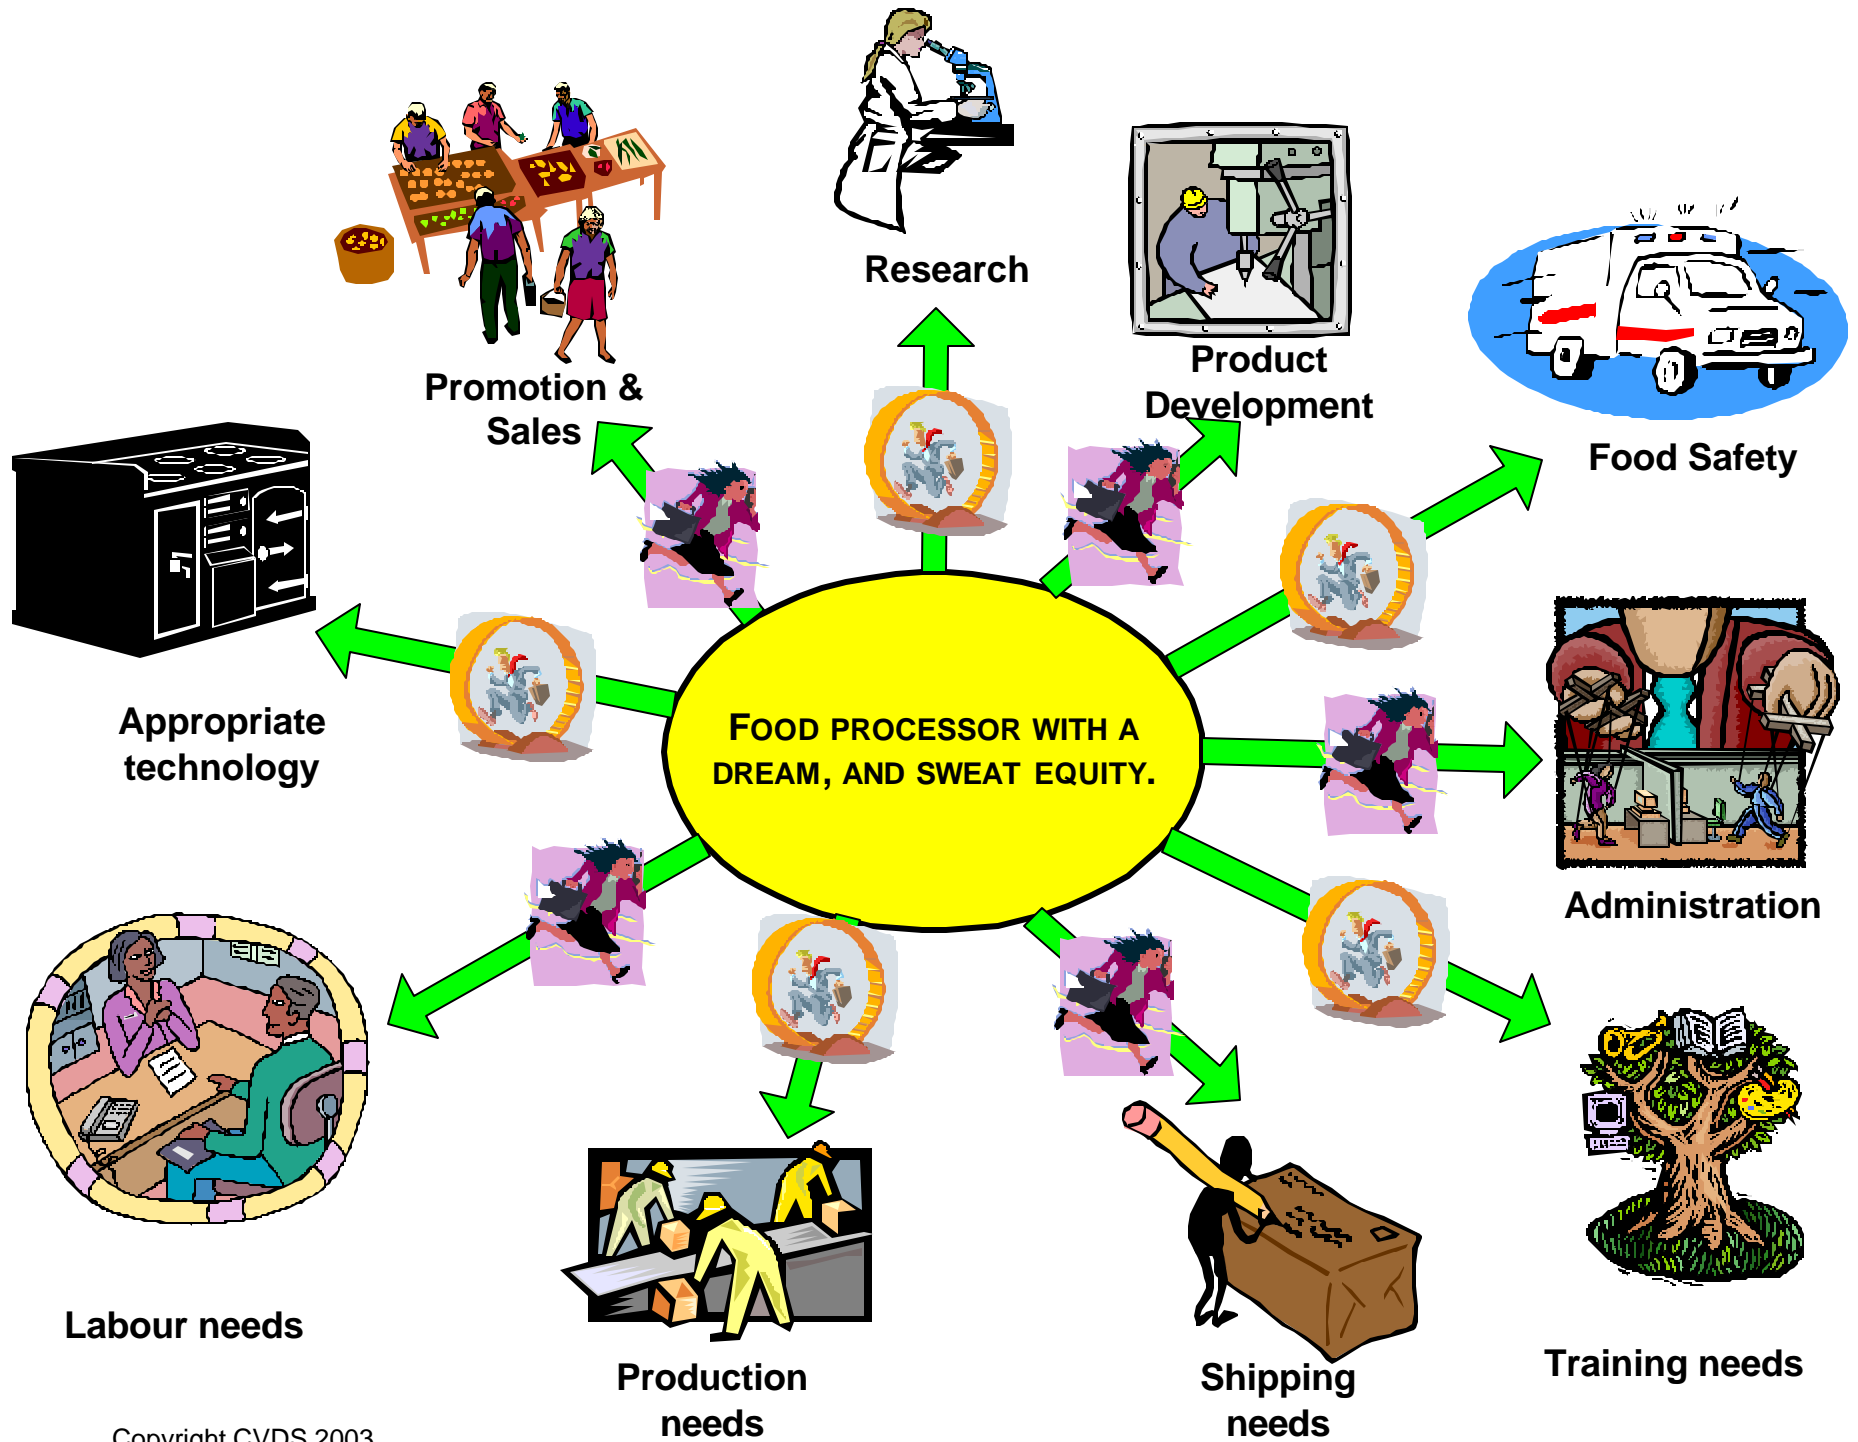 Research
Product
Development
Promotion &
Sales
Food Safety
Appropriate
technology
FOOD PROCESSOR WITH A
DREAM, AND SWEAT EQUITY.
Administration
Labour needs
Production
needs
Shipping
needs
Training needs
Copyright CVDS 2003